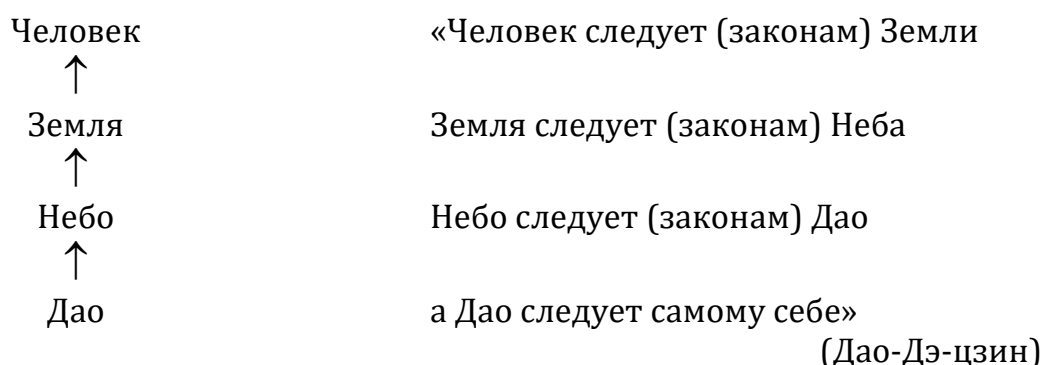 Человек «Человек следует (законам) Земли
↑
Земля Земля следует (законам) Неба
↑
Небо Небо следует (законам) Дао
↑
Дао а Дао следует самому себе»
(Дао-Дэ-цзин)